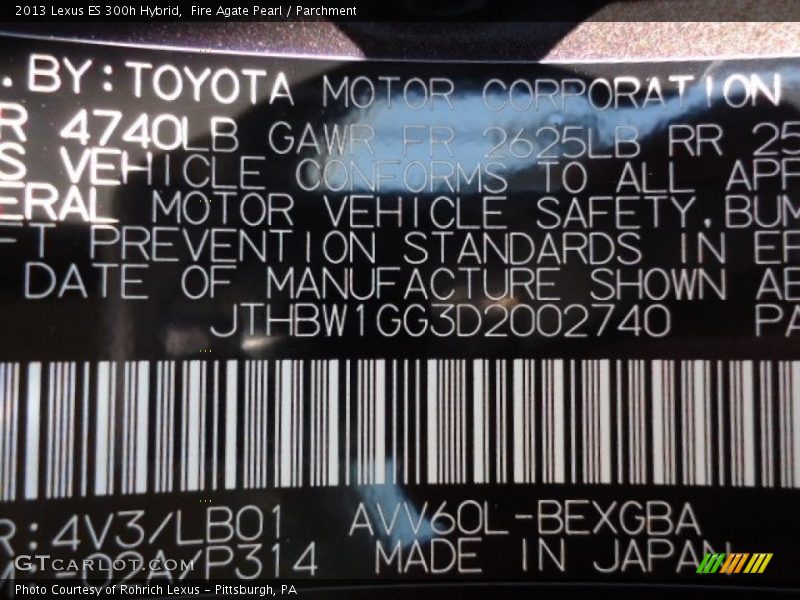 2013 Lexus ES 300h Hybrid, Fire Agate Pearl / Parchment
. BY: TOYOTA MOTOR CORPORATION
R 4740LB GAWR FR 2625LB RR 25
S VEHICLE CONFORMS TO ALL APP
ERAL MOTOR VEHICLE SAFETY, BUM
FT PREVENTION STANDARDS IN EF
DATE OF MANUFACTURE SHOWN AB
JTHBW1GG3D2002740 PA
R: 4V3/LB01 AVV60L-BEXGBA
-02A/P314 MADE IN JAPAN
GTcarlot.com
Photo Courtesy of Rohrich Lexus - Pittsburgh, PA